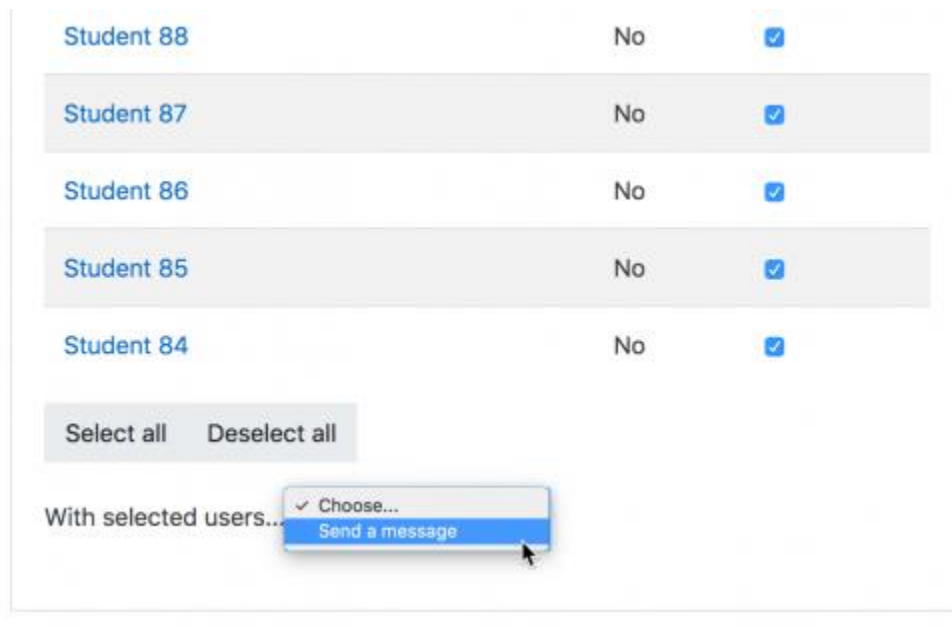 Student 88 No
Student 87 No
Student 86 No
Student 85 No
Student 84 No
Select all Deselect all
With selected users... Choose...
Send a message